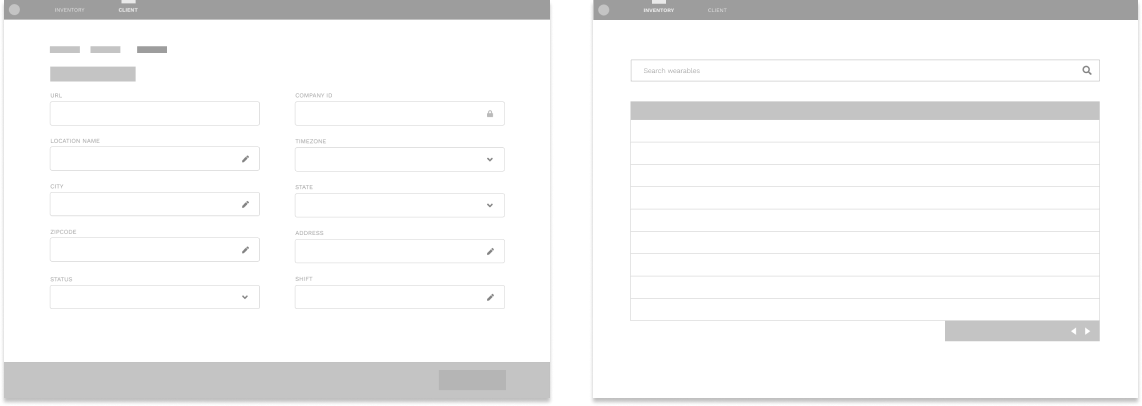 INVENTORY CLIENT
URL
COMPANY ID
LOCATION NAME
TIMEZONE
CITY
STATE
ZIPCODE
ADDRESS
STATUS
SHIFT
INVENTORY CLIENT
Search wearables